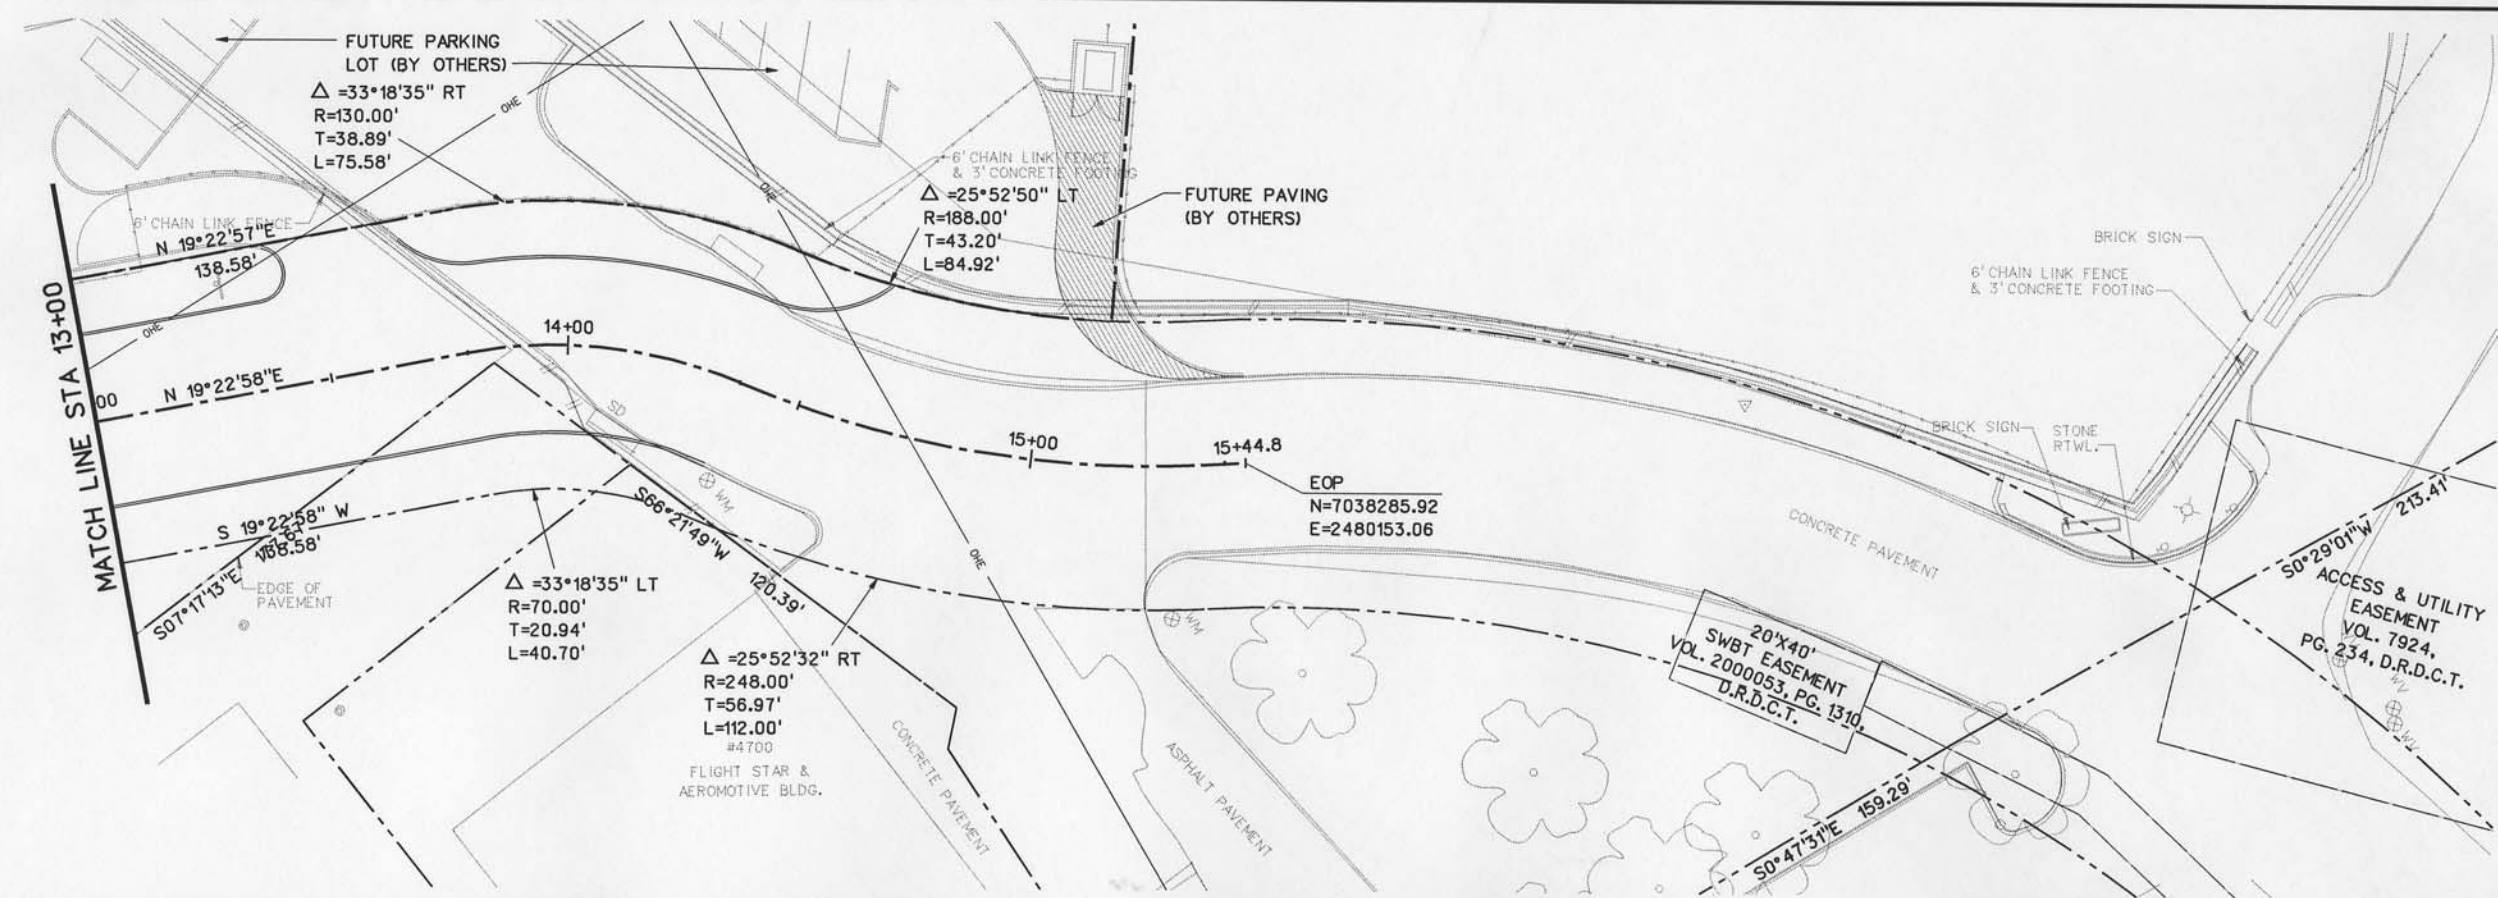 FUTURE PARKING
LOT (BY OTHERS)
Δ =33°18'35" RT
R=130.00'
T=38.89'
L=75.58'
OHE
6' CHAIN LINK FENCE
& 3' CONCRETE FOOTING
Δ =25°52'50" LT
R=188.00'
T=43.20'
L=84.92'
OHE
FUTURE PAVING
(BY OTHERS)
6' CHAIN LINK FENCE
N 19°22'57"E
138.58'
OHE
BRICK SIGN
6' CHAIN LINK FENCE
& 3' CONCRETE FOOTING
MATCH LINE STA 13+00
00
N 19°22'58"E
14+00
15+00
15+44.8
EOP
N=7038285.92
E=2480153.06
SD
WM
BRICK SIGN
STONE
RTWL.
S 19°22'58" W
138.58'
S07°17'13"E
EDGE OF
PAVEMENT
S66°21'49"W
120.39'
OHE
CONCRETE PAVEMENT
S0°29'01"W 213.41'
ACCESS & UTILITY
EASEMENT
VOL. 7924,
PG. 234, D.R.D.C.T.
Δ =33°18'35" LT
R=70.00'
T=20.94'
L=40.70'
Δ =25°52'32" RT
R=248.00'
T=56.97'
L=112.00'
#4700
FLIGHT STAR &
AEROMOTIVE BLDG.
WM
20'X40'
SWBT EASEMENT
VOL. 2000053, PG. 1310,
D.R.D.C.T.
WV
WV
CONCRETE PAVEMENT
ASPHALT PAVEMENT
S0°47'31"E 159.29'